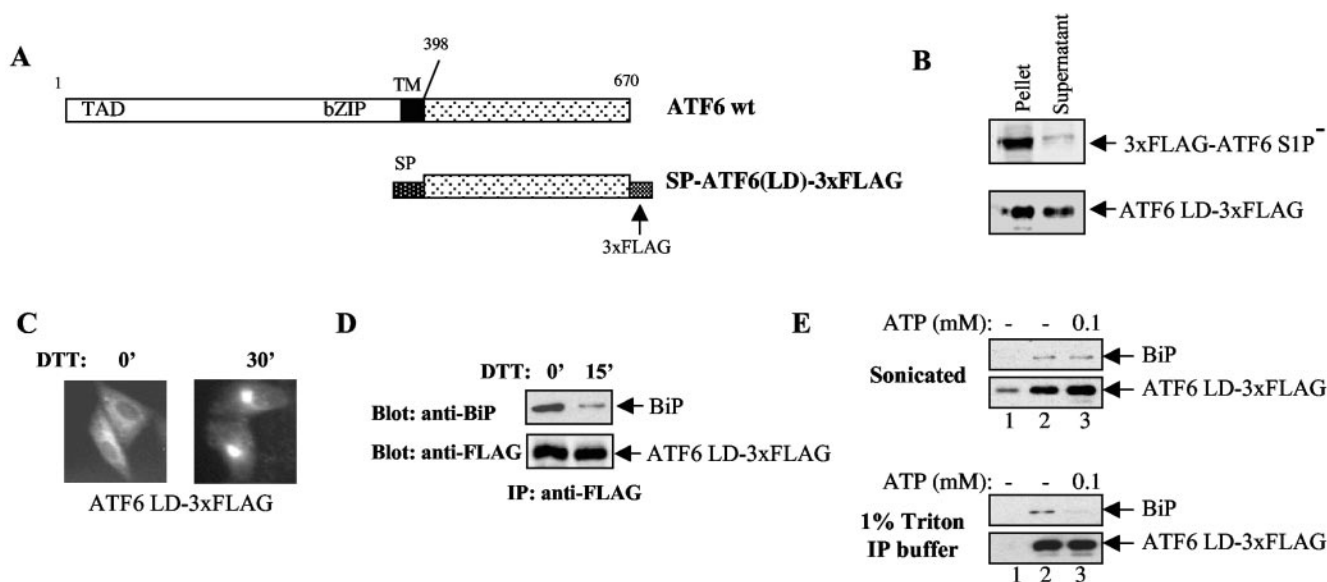 A
1
TAD
bZIP
TM
398
670
ATF6 wt
SP
SP-ATF6(LD)-3xFLAG
3xFLAG
B
Pellet
Supernatant
3xFLAG-ATF6 S1P-
ATF6 LD-3xFLAG
C
DTT: 0' 30'
ATF6 LD-3xFLAG
D
DTT: 0' 15'
Blot: anti-BiP
BiP
Blot: anti-FLAG
ATF6 LD-3xFLAG
IP: anti-FLAG
E
ATP (mM): - - 0.1
Sonicated
BiP
ATF6 LD-3xFLAG
1 2 3
ATP (mM): - - 0.1
1% Triton
IP buffer
BiP
ATF6 LD-3xFLAG
1 2 3